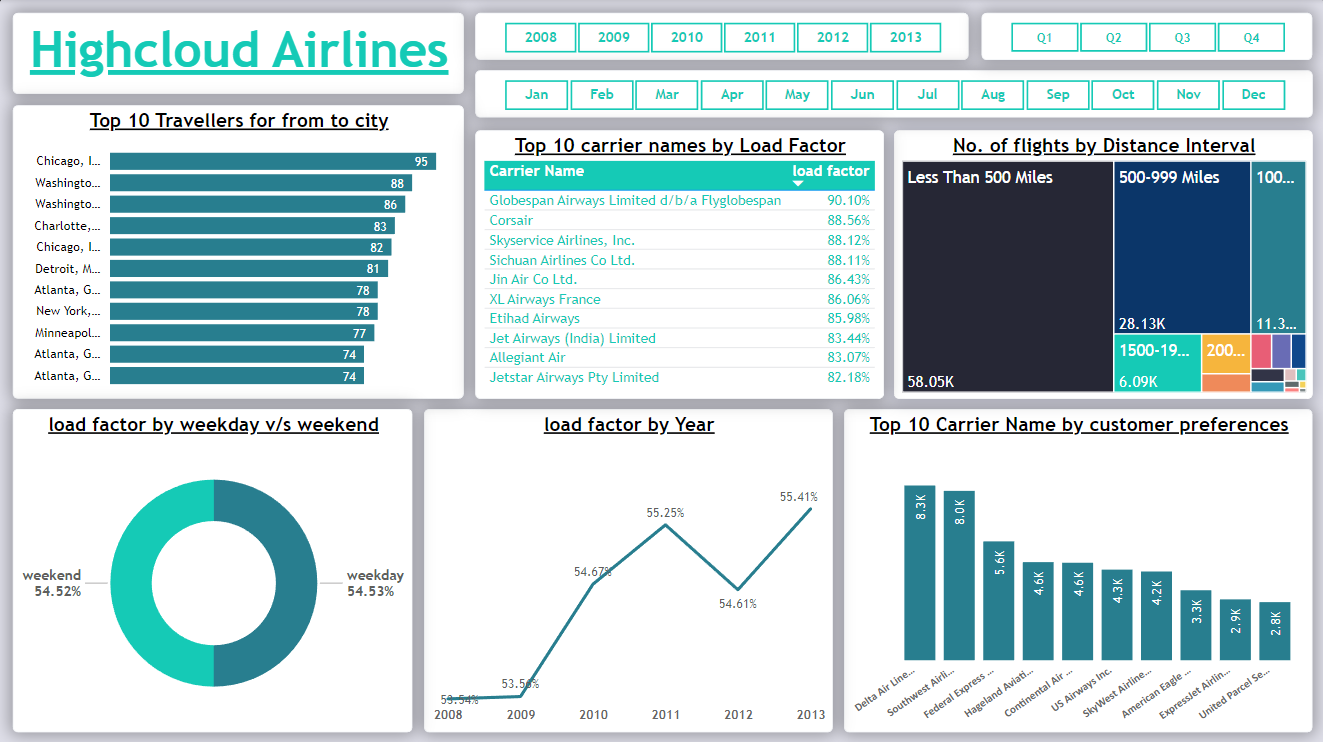 Highcloud Airlines
2008 2009 2010 2011 2012 2013
Q1 Q2 Q3 Q4
Jan Feb Mar Apr May Jun Jul Aug Sep Oct Nov Dec
Top 10 Travellers for from to city
Chicago, I... 95
Washingto... 88
Washingto... 86
Charlotte,... 83
Chicago, I... 82
Detroit, M... 81
Atlanta, G... 78
New York,... 78
Minneapol... 77
Atlanta, G... 74
Atlanta, G... 74
Top 10 carrier names by Load Factor
Carrier Name load factor
Globespan Airways Limited d/b/a Flyglobespan 90.10%
Corsair 88.56%
Skyservice Airlines, Inc. 88.12%
Sichuan Airlines Co Ltd. 88.11%
Jin Air Co Ltd. 86.43%
XL Airways France 86.06%
Etihad Airways 85.98%
Jet Airways (India) Limited 83.44%
Allegiant Air 83.07%
Jetstar Airways Pty Limited 82.18%
No. of flights by Distance Interval
Less Than 500 Miles
58.05K
500-999 Miles
28.13K
100...
11.3...
1500-19...
6.09K
200...
load factor by weekday v/s weekend
weekend
54.52%
weekday
54.53%
load factor by Year
53.54%
53.56%
54.67%
55.25%
54.61%
55.41%
2008 2009 2010 2011 2012 2013
Top 10 Carrier Name by customer preferences
8.3K
8.0K
5.6K
4.6K
4.6K
4.3K
4.2K
3.3K
2.9K
2.8K
Delta Air Line...
Southwest Airli...
Federal Express ...
Hageland Aviati...
Continental Air ...
US Airways Inc.
SkyWest Airline...
American Eagle ...
ExpressJet Airlin...
United Parcel Se...